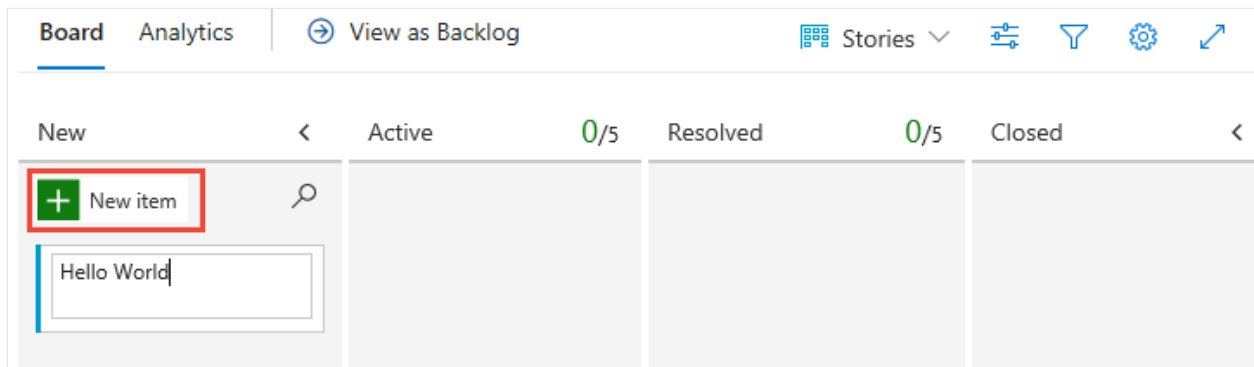 Board Analytics View as Backlog Stories
New Active 0/5 Resolved 0/5 Closed
New item
Hello World